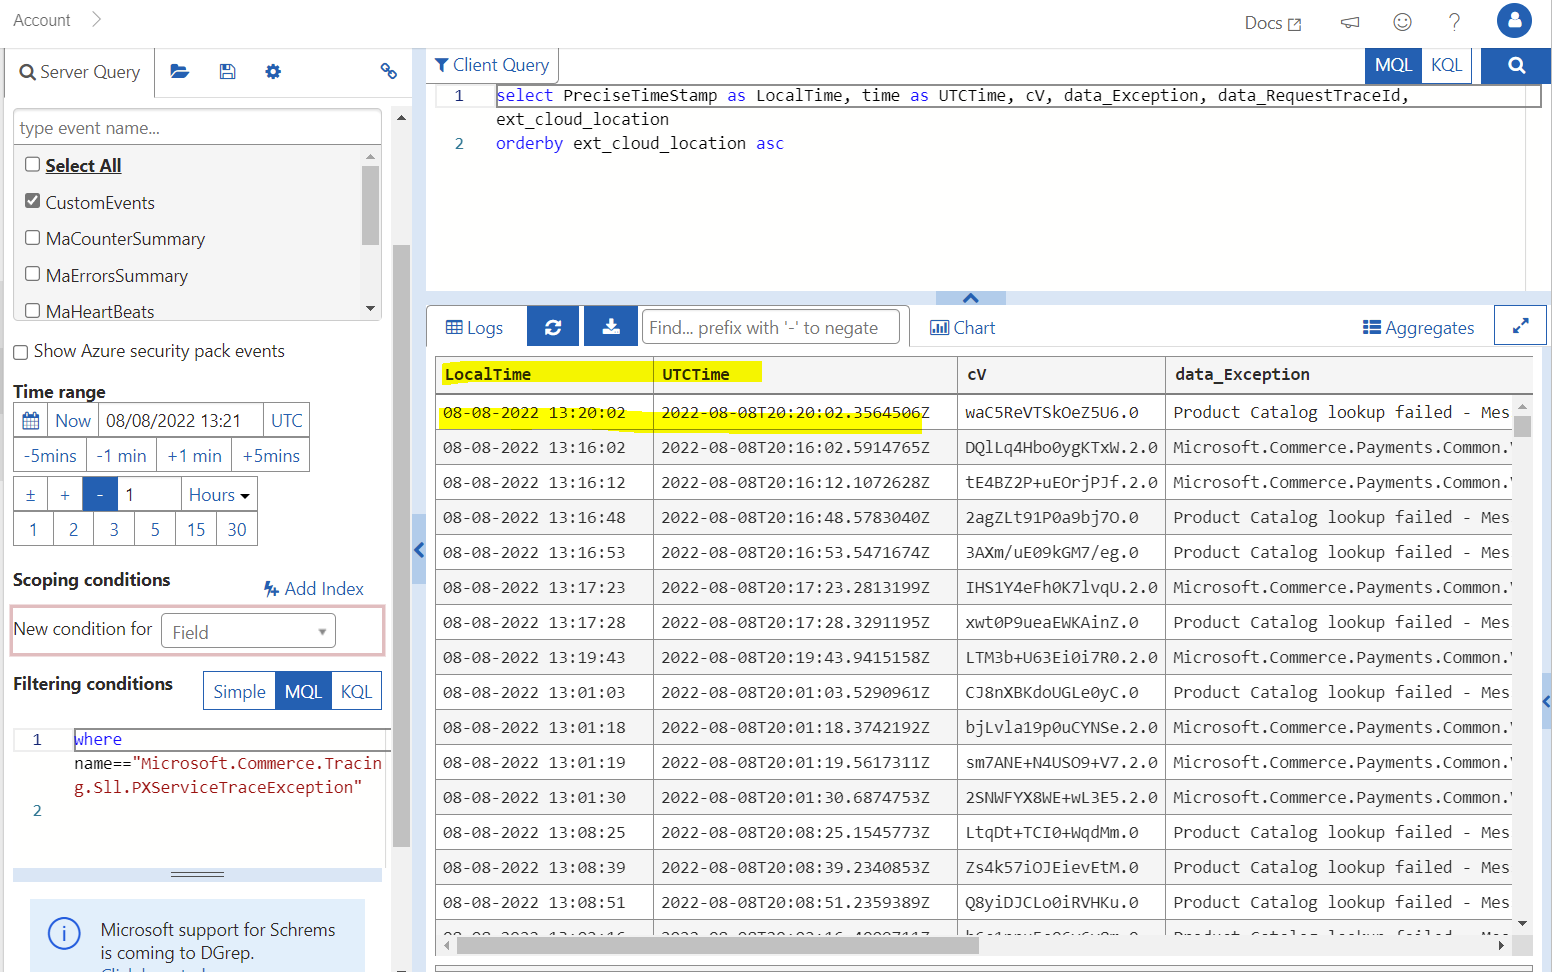 Account
Docs
Server Query
type event name...
Select All
CustomEvents
MaCounterSummary
MaErrorsSummary
MaHeartBeats
Show Azure security pack events
Time range
Now 08/08/2022 13:21 UTC
-5mins -1 min +1 min +5mins
± + - 1 Hours
1 2 3 5 15 30
Scoping conditions
Add Index
New condition for Field
Filtering conditions Simple MQL KQL
1 where
name=="Microsoft.Commerce.Tracin
g.Sll.PXServiceTraceException"
2
Microsoft support for Schrems
is coming to DGrep.
Client Query
MQL KQL
1 select PreciseTimeStamp as LocalTime, time as UTCTime, cV, data_Exception, data_RequestTraceId,
ext_cloud_location
2 orderby ext_cloud_location asc
Logs Find... prefix with '-' to negate Chart Aggregates
LocalTime UTCTime cV data_Exception
08-08-2022 13:20:02 2022-08-08T20:20:02.3564506Z waC5ReVTSkOeZ5U6.0 Product Catalog lookup failed - Mes
08-08-2022 13:16:02 2022-08-08T20:16:02.5914765Z DQlLq4Hbo0ygKTxW.2.0 Microsoft.Commerce.Payments.Common.
08-08-2022 13:16:12 2022-08-08T20:16:12.1072628Z tE4BZ2P+uEOrjPJf.2.0 Microsoft.Commerce.Payments.Common.
08-08-2022 13:16:48 2022-08-08T20:16:48.5783040Z 2agZLt91P0a9bj7O.0 Product Catalog lookup failed - Mes
08-08-2022 13:16:53 2022-08-08T20:16:53.5471674Z 3AXm/uE09kGM7/eg.0 Product Catalog lookup failed - Mes
08-08-2022 13:17:23 2022-08-08T20:17:23.2813199Z IHS1Y4eFh0K7lvqU.2.0 Microsoft.Commerce.Payments.Common.
08-08-2022 13:17:28 2022-08-08T20:17:28.3291195Z xwt0P9ueaEWKAinZ.0 Product Catalog lookup failed - Mes
08-08-2022 13:19:43 2022-08-08T20:19:43.9415158Z LTM3b+U63Ei0i7R0.2.0 Microsoft.Commerce.Payments.Common.
08-08-2022 13:01:03 2022-08-08T20:01:03.5290961Z CJ8nXBKdoUGLe0yC.0 Product Catalog lookup failed - Mes
08-08-2022 13:01:18 2022-08-08T20:01:18.3742192Z bjLvla19p0uCYNSe.2.0 Microsoft.Commerce.Payments.Common.
08-08-2022 13:01:19 2022-08-08T20:01:19.5617311Z sm7ANE+N4USO9+V7.2.0 Microsoft.Commerce.Payments.Common.
08-08-2022 13:01:30 2022-08-08T20:01:30.6874753Z 2SNWFYX8WE+wL3E5.2.0 Microsoft.Commerce.Payments.Common.
08-08-2022 13:08:25 2022-08-08T20:08:25.1545773Z LtqDt+TCI0+WqdMm.0 Product Catalog lookup failed - Mes
08-08-2022 13:08:39 2022-08-08T20:08:39.2340853Z Zs4k57iOJEievEtM.0 Product Catalog lookup failed - Mes
08-08-2022 13:08:51 2022-08-08T20:08:51.2359389Z Q8yiDJCLo0iRVHKu.0 Product Catalog lookup failed - Mes